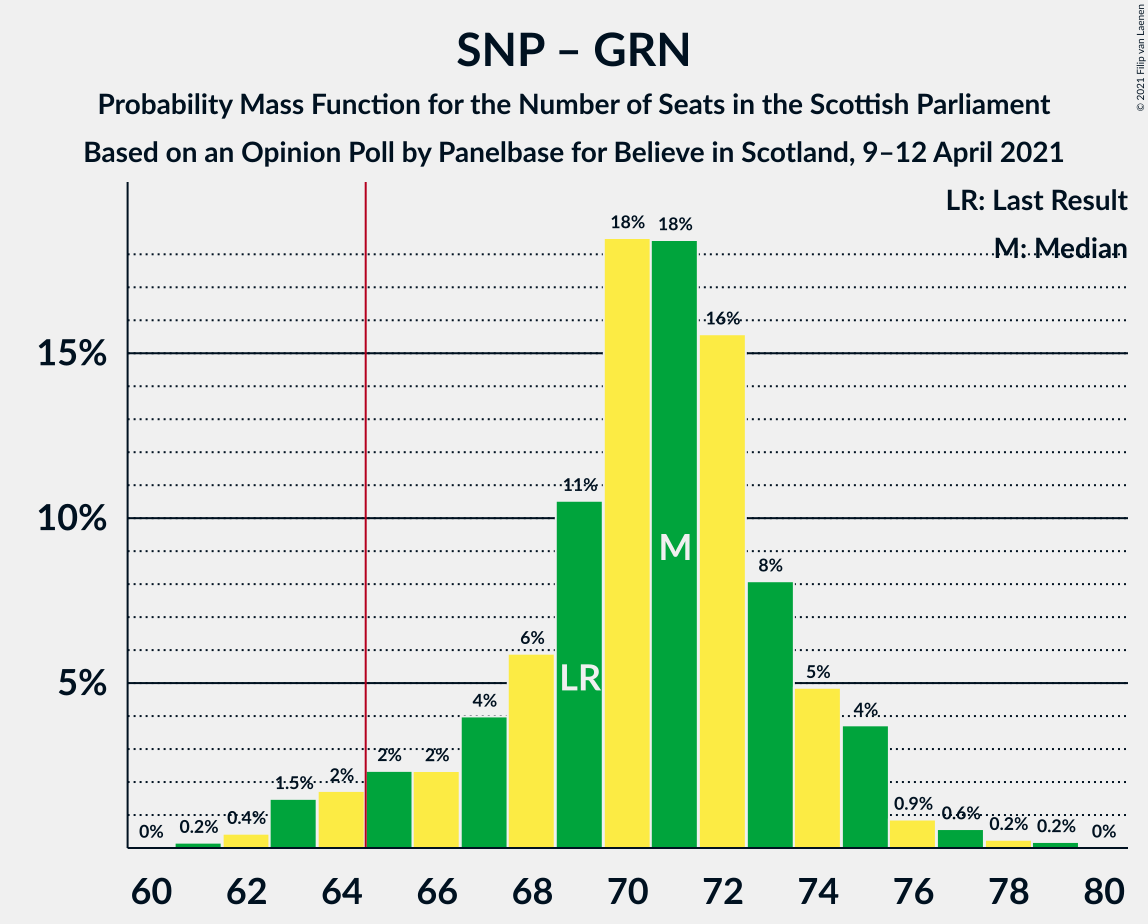 SNP – GRN
Probability Mass Function for the Number of Seats in the Scottish Parliament
Based on an Opinion Poll by Panelbase for Believe in Scotland, 9–12 April 2021
© 2021 Filip van Laenen
LR: Last Result
M: Median
15%
10%
5%
0%
0.2%
0.4%
1.5%
2%
2%
2%
4%
6%
11%
18%
18%
16%
8%
5%
4%
0.9%
0.6%
0.2%
0.2%
0%
LR
M
60 62 64 66 68 70 72 74 76 78 80